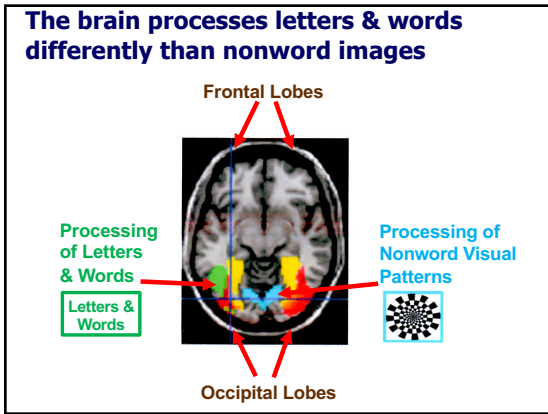 The brain processes letters & words
differently than nonword images
Frontal Lobes
Processing
of Letters
& Words
Letters &
Words
Processing of
Nonword Visual
Patterns
Occipital Lobes